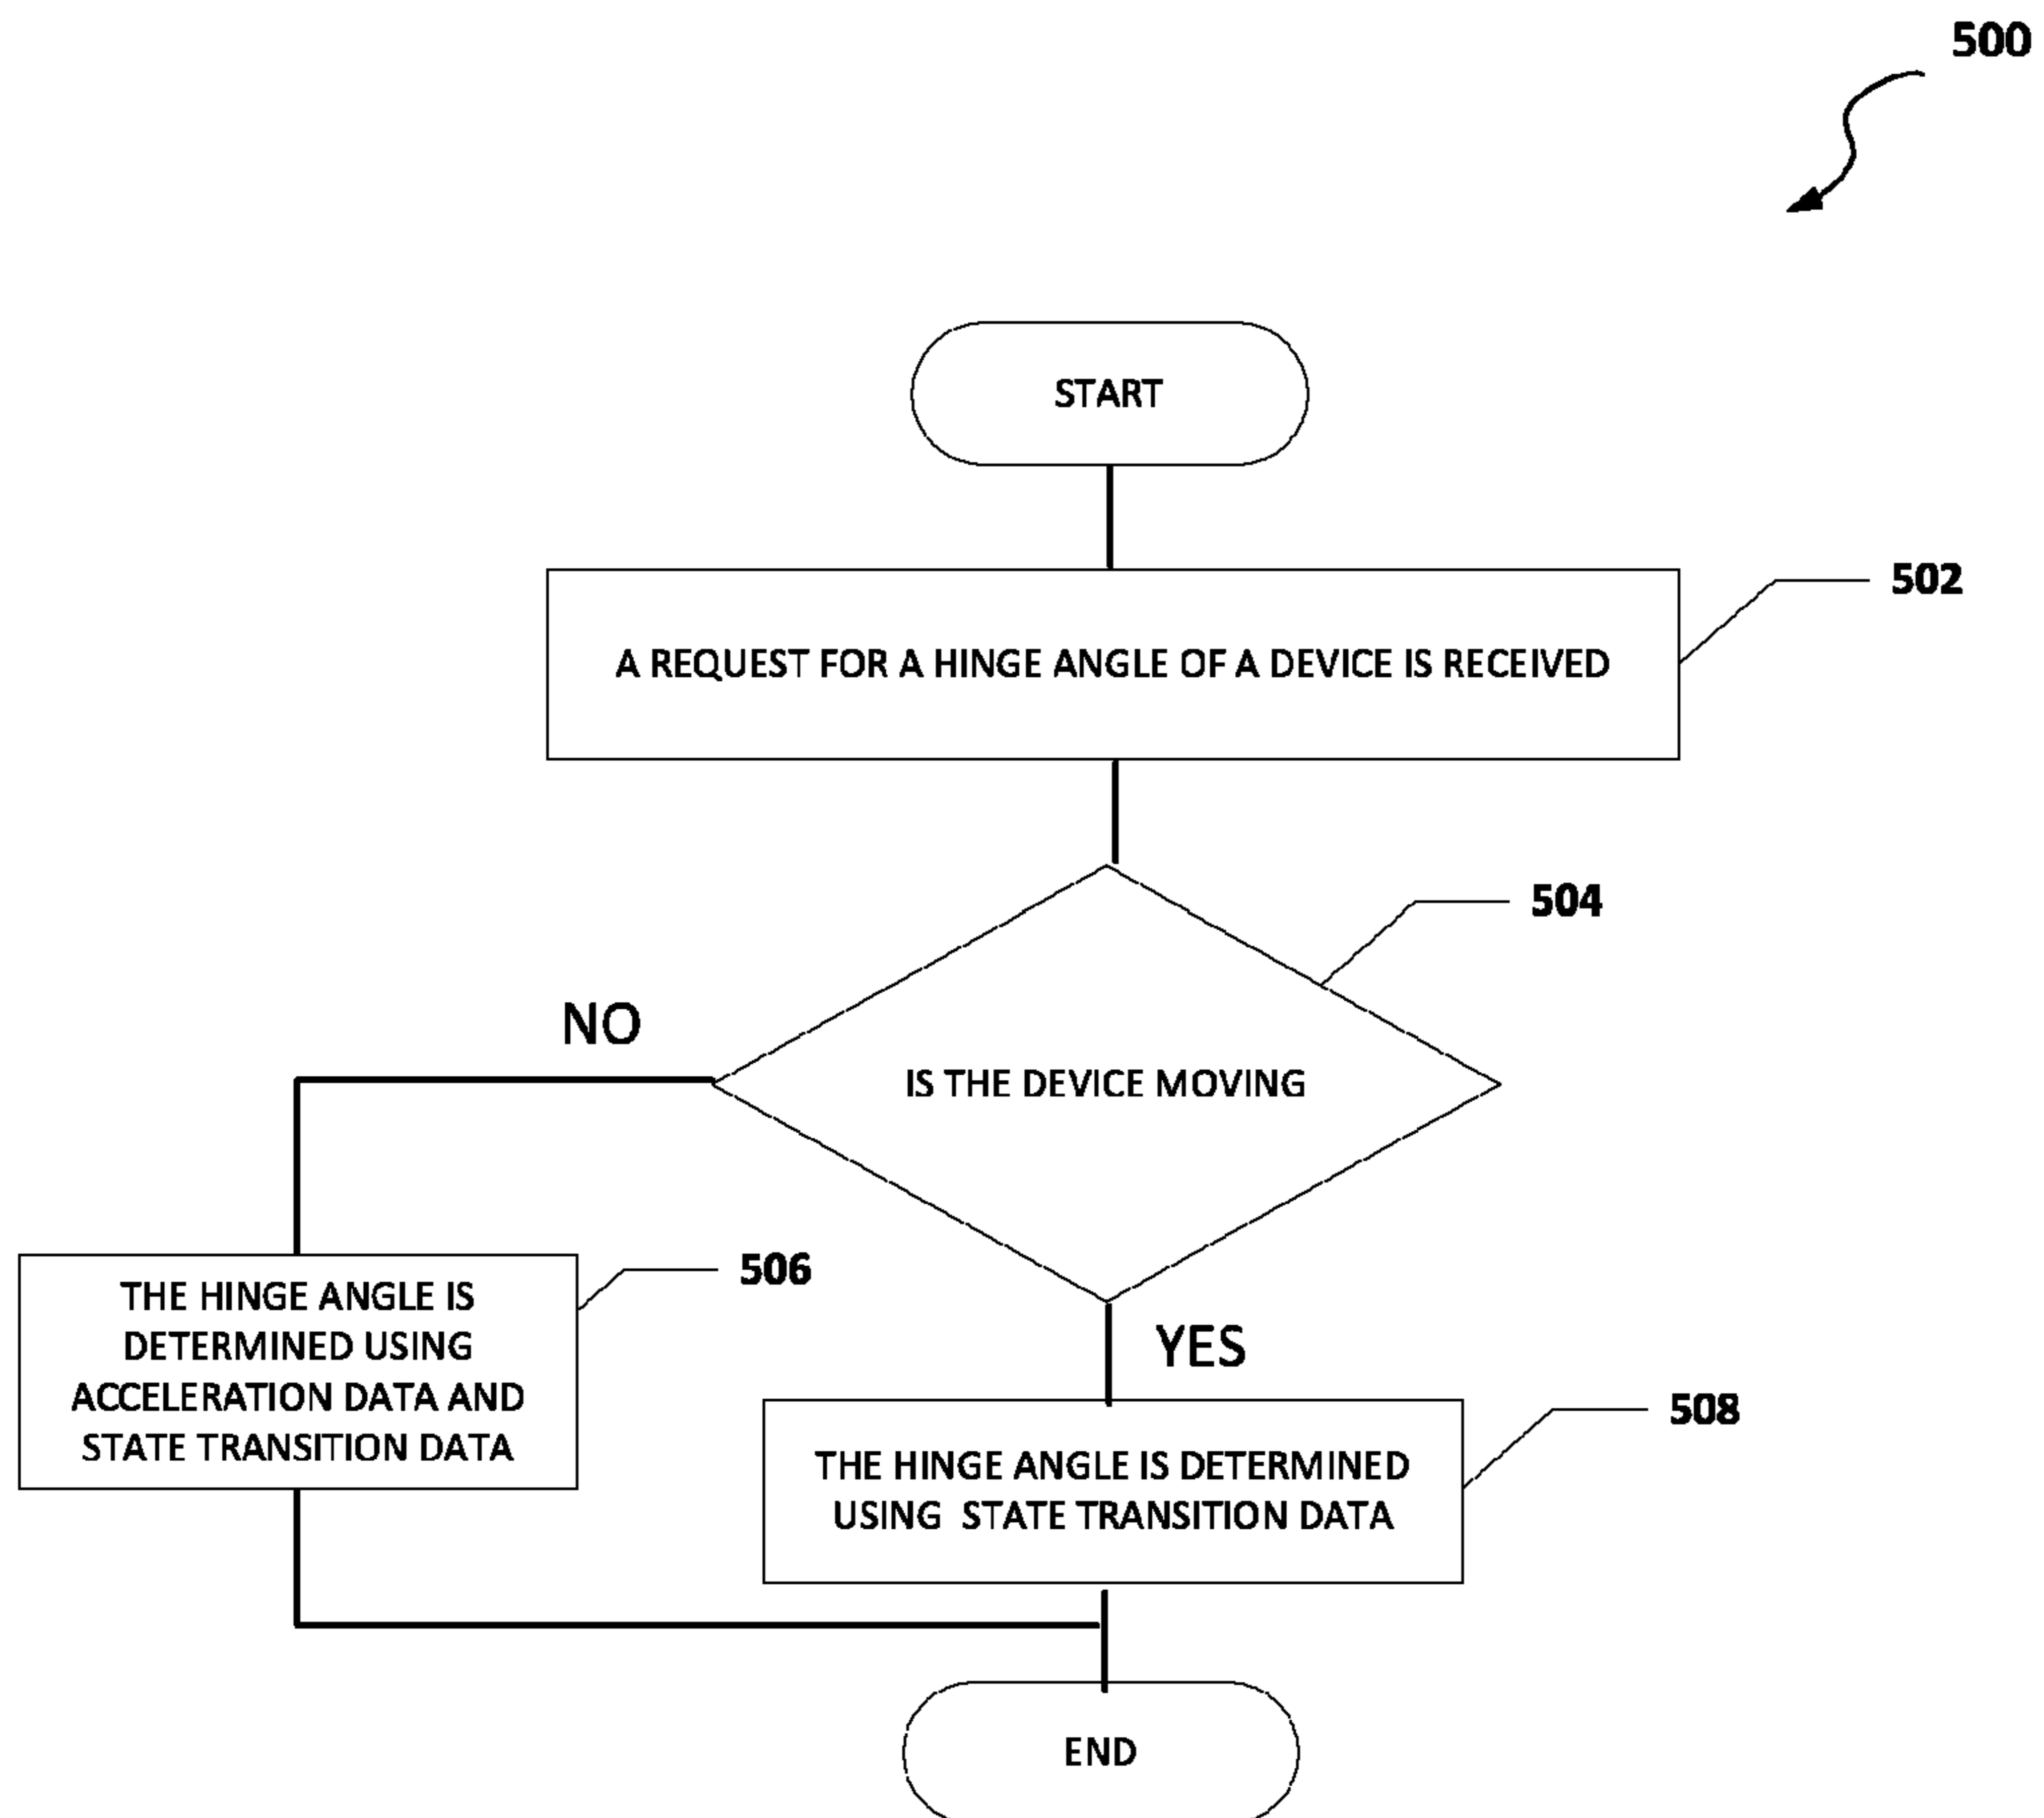 500
START
A REQUEST FOR A HINGE ANGLE OF A DEVICE IS RECEIVED
502
504
NO
IS THE DEVICE MOVING
506
THE HINGE ANGLE IS
DETERMINED USING
ACCELERATION DATA AND
STATE TRANSITION DATA
YES
508
THE HINGE ANGLE IS DETERMINED
USING STATE TRANSITION DATA
END